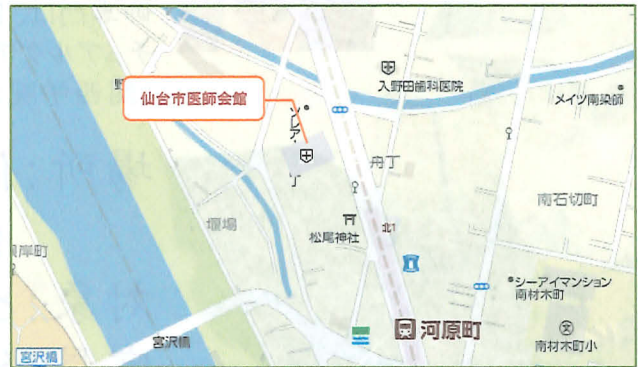 入野田歯科医院
メイツ南染師
仙台市医師会館
舟丁
南石切町
堰場
松尾神社
北1
シーアイマンション
南材木町
河原町
南材木町小
宮沢橋
宮沢橋